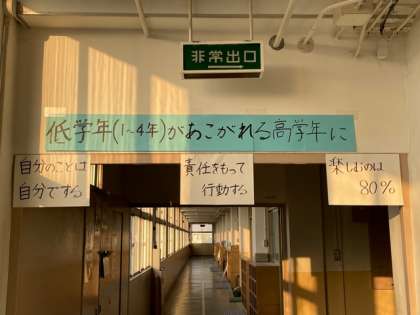 非常出口
低学年(1~4年)があこがれる高学年に
自分のことは
自分でする
責任をもって
行動する
楽しむのは
80%